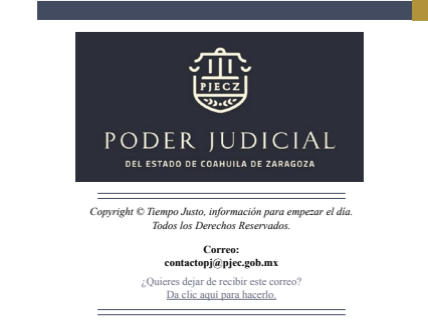 PJECZ
PODER JUDICIAL
DEL ESTADO DE COAHUILA DE ZARAGOZA
Copyright © Tiempo Justo, información para empezar el día.
Todos los Derechos Reservados.
Correo:
contactopj@pjec.gob.mx
¿Quieres dejar de recibir este correo?
Da clic aquí para hacerlo.